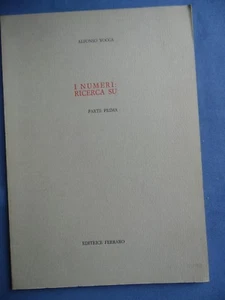 I NUMERI:
RICERCA SU
PARTE PRIMA
EDITRICE FERRARO